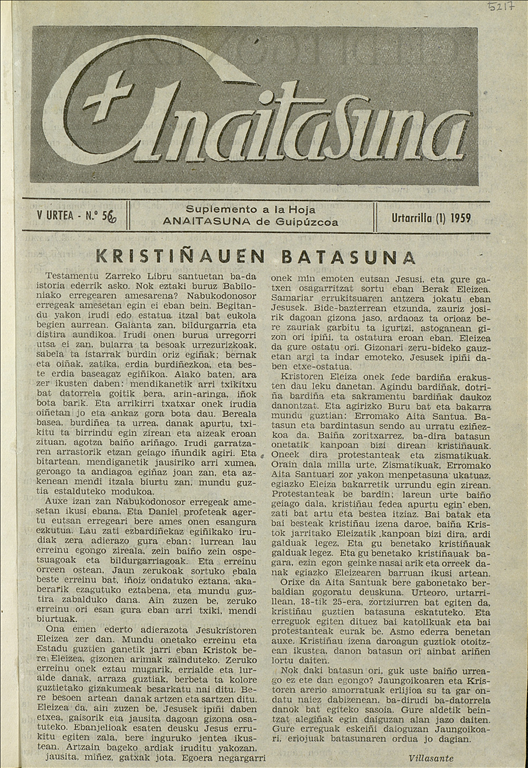 5217
Anaitasuna
V URTEA - N.º 56
Suplemento a la Hoja
ANAITASUNA de Guipúzcoa
Urtarrilla (1) 1959
KRISTIÑAUEN BATASUNA
Testamentu Zarreko Libru santuetan ba-da
istoria ederrik asko. Nok eztaki buruz Babilo-
niako erregearen amesarena? Nabukodonosor
erregeak amesetan egin ei eban bein. Begitan-
du yakon irudi edo estatua itzal bat eukola
begien aurrean. Galanta zan, bildurgarria eta
distira aundikoa. Irudi onen burua urregorri
utsa ei zan, bularra ta besoak urrezurizkoak,
sabela ta istarrak burdin oriz egiñak; bernak
eta oiñak, zatika, erdia burdiñezkoa, eta bes-
te erdia baseagaz egiñikoa. Alako baten, ara
zer ikusten daben: mendikanetik arri txikitxu
bat datorrela goitik bera, arin-aringa, iñok
bota barik. Eta arrikirri txatxar onek irudia
oiñetan jo eta ankaz gora bota dau. Bereala
basea, burdiñea ta urrea, danak apurtu, txi-
kitu ta birrindu egin ziran eta aizeak eroan
zituan, agotza baiño ariñago. Irudi garratza-
ren arrastorik etzan geiago iñundik agiri. Eta
bitartean, mendiganetik jausiriko arri xumea,
geroago ta andiagoa egiñaz joan zan, eta az-
kenean mendi itzala biurtu zan, mundu guz-
tia estalduteko modukoa.
Auxe izan zan Nabukodonosor erregeak ame-
setan ikusi ebana. Eta Daniel profeteak ager-
tu eutsan erregeari bere ames onen esangura
ezkutua. Lau zati ezbardiñekaz egiñikako iru-
diak zera adierazo gura eban: lurrean lau
erreinu egongo zireala, zein baiño zein ospe-
tsuagoak eta bildurgarriagoak. Eta erreinu
orreen ostean, Jaun zerukoak sortuko ebala
beste erreinu bat, iñoiz ondatuko eztana, aka-
berarik ezagutuko eztabena, eta mundu guz-
tira zabalduko dana. Ain zuzen be, zeruko
erreinu ori esan gura eban arri txiki, mendi
biurtuak.
Ona emen ederto adierazota Jesukristoren
Eleizea zer dan. Mundu onetako erreinu eta
Estadu guztien ganetik jarri eban Kristok be-
re Eleizea, gizonen arimak zainduteko. Zeruko
erreinu onek eztau mugarik, errialde eta lur-
alde danak, arraza guztiak, berbeta ta kolore
guztietako gizakumeak besarkatu nai ditu. Be-
re besoen artean danak artzen eta sartzen ditu.
Eleizea da, ain zuzen be, Jesusek ipiñi daben
etxea, gaisorik eta jausita dagoan gizona osa-
tuteko. Ebanjelioak esaten deusku Jesus erru-
kitu egiten zala, bere inguruko jentea ikus-
tean. Artzain bageko ardiak iruditu yakozan,
jausita, miñez, gatxak jota. Egoera negargarri
onek min emoten eutsan Jesusi, eta gure ga-
txen osagarritzat sortu eban Berak Eleizea.
Samariar errukitsuaren antzera jokatu eban
Jesusek. Bide-bazterrean etzunda, zauriz josi-
rik dagoan gizona jaso, ardaoaz ta orioaz be-
re zauriak garbitu ta igurtzi, astoganean gi-
zon ori ipiñi, ta ostatura eroan eban. Eleizea
da gure ostatu ori. Gizonari zeru-bideko gauz-
etan argi ta indar emoteko, Jesusek ipiñi da-
ben etxe-ostatua.
Kristoren Eleiza onek fede bardiña erakus-
ten dau leku danetan. Agindu bardiñak, dotri-
ña bardiña eta sakramentu bardiñak daukoz
danontzat. Eta agirizko Buru bat eta bakarra
mundu guztian: Erromako Aita Santua. Ba-
tasun eta bardintasun sendo au urratu eziñez-
koa da. Baiña zoritxarrez, ba-dira batasun
onetatik kanpoan bizi direan kristiñauak.
Oneek dira protestanteak eta zismatikuak.
Orain dala milla urte, Zismatikuak, Erromako
Aita Santuari zor yakon menpetasuna ukatuaz,
egiazko Eleiza bakarretik urrundu egin zirean.
Protestanteak be bardin; lareun urte baiño
geiago dala, kristiñau fedea apurtu egin eben,
zati bat artu eta bestea itziaz. Bai batak eta
bai besteak kristiñau izena daroe, baiña Kris-
tok jarritako Eleizatik kanpoan bizi dira, ardi
galduak legez. Eta gu benetako kristiñauak
galduak legez. Eta gu benetako kristiñauak ba-
gara, ezin egon geinke nasai arik eta orreek da-
nak egiazko Eleizearen barruan ikusi artean.
Orixe da Aita Santuak bere gabonetako ber-
baldian gogoratu deuskuna. Urteoro, urtarri-
llean, 18-tik 25-era, zortziurren bat egiten da,
kristiñau guztien batasuna eskatuteko. Eta
erreguok egiten dituez bai katolikuak eta bai
protestanteak eurak be. Asmo ederra benetan
auxe. Kristiñau izena daroagun guztiok otoitz-
ean ikustea, danon batasun ori ainbat ariñen
lortu daiten.
Nok daki batasun ori, guk uste baiño urrea-
go ez ete dan egongo? Jaungoikoaren eta Kris-
toren arerio amorratuak erlijioa su ta gar on-
datu naiez dabizenean, ba-dirudi ba-datorrela
danok bat egiteko sasoia. Gure aldetik bein-
tzat alegiñak egin daiguzan alan jazo daiten.
Gure erreguak eskeiñi daioguzan Jaungoikoa-
ri, eriojuak batasunaren ordua jo dagian.
Villasante